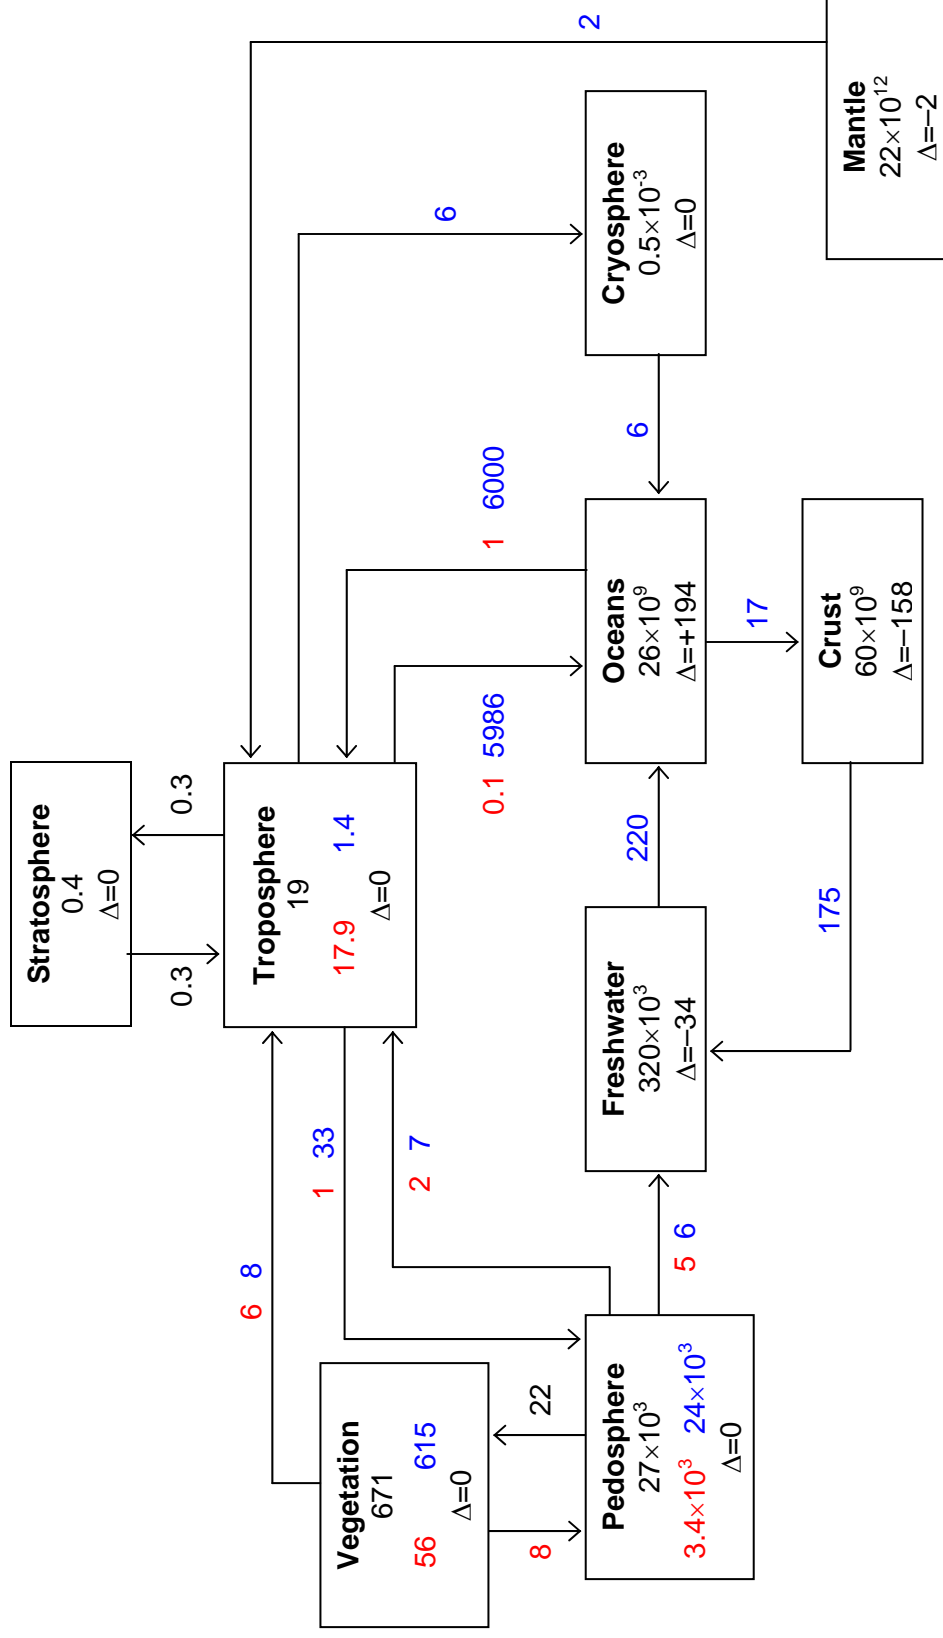 Stratosphere
0.4
Δ=0
0.3
0.3
Troposphere
19
17.9 1.4
Δ=0
Vegetation
671
56 615
Δ=0
6 8
1 33
2 7
8
22
Pedosphere
27×10³
3.4×10³ 24×10³
Δ=0
5 6
Freshwater
320×10³
Δ=–34
220
0.1 5986
1 6000
Oceans
26×10⁹
Δ=+194
6
6
Cryosphere
0.5×10⁻³
Δ=0
2
17
175
Crust
60×10⁹
Δ=–158
Mantle
22×10¹²
Δ=–2